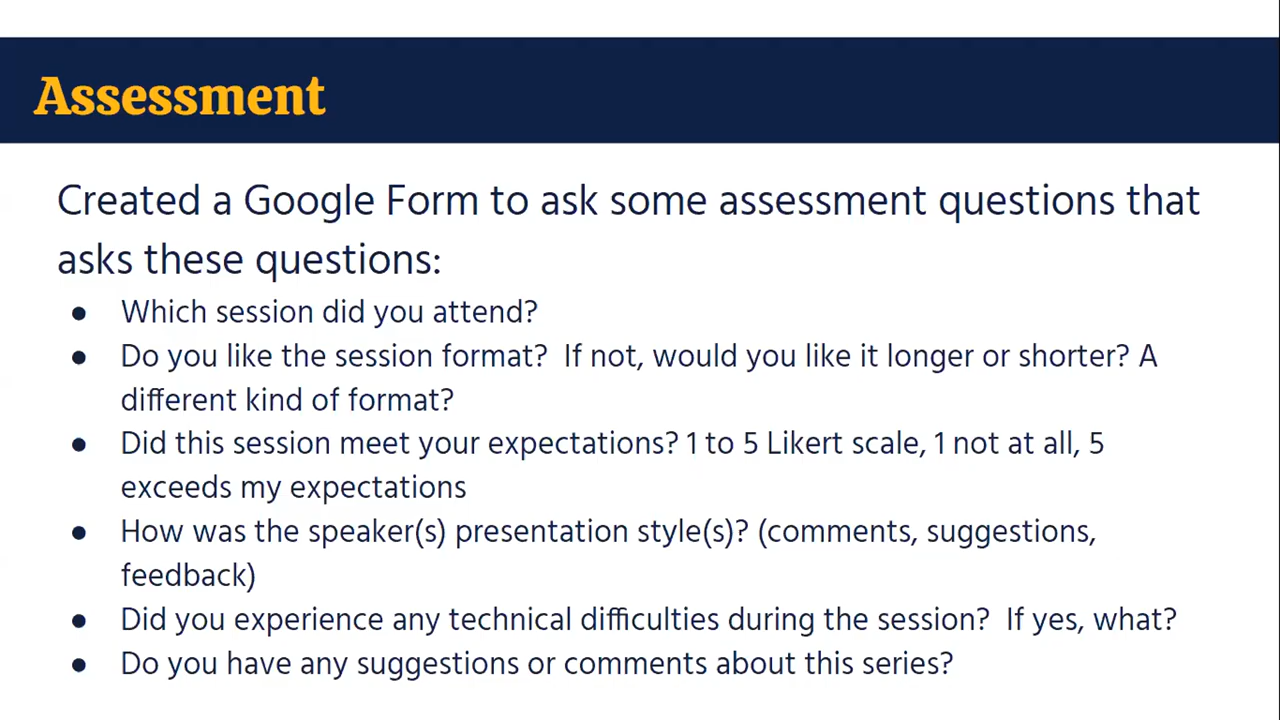 Assessment
Created a Google Form to ask some assessment questions that
asks these questions:
● Which session did you attend?
● Do you like the session format?  If not, would you like it longer or shorter? A
different kind of format?
● Did this session meet your expectations? 1 to 5 Likert scale, 1 not at all, 5
exceeds my expectations
● How was the speaker(s) presentation style(s)? (comments, suggestions,
feedback)
● Did you experience any technical difficulties during the session?  If yes, what?
● Do you have any suggestions or comments about this series?